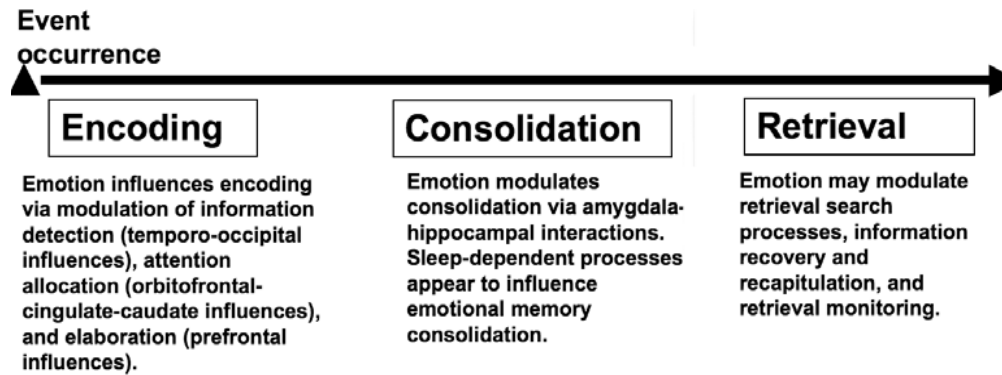 Event
occurrence
Encoding
Emotion influences encoding
via modulation of information
detection (temporo-occipital
influences), attention
allocation (orbitofrontal-
cingulate-caudate influences),
and elaboration (prefrontal
influences).
Consolidation
Emotion modulates
consolidation via amygdala-
hippocampal interactions.
Sleep-dependent processes
appear to influence
emotional memory
consolidation.
Retrieval
Emotion may modulate
retrieval search
processes, information
recovery and
recapitulation, and
retrieval monitoring.